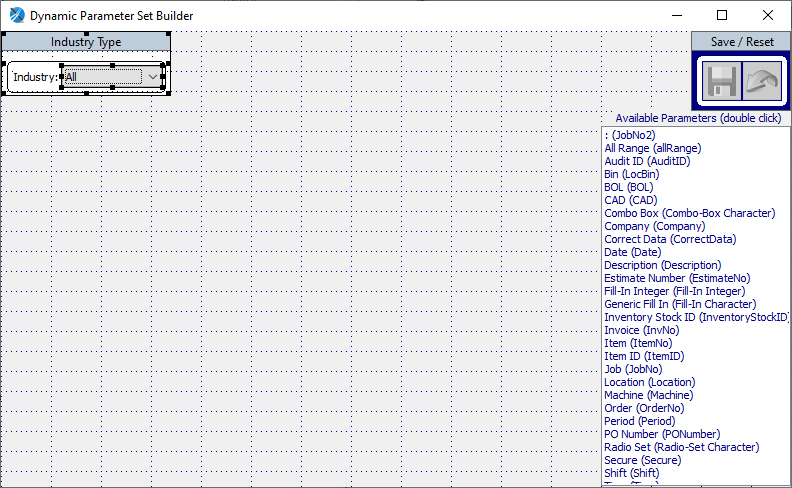 Dynamic Parameter Set Builder
Industry Type
Industry: All
Save / Reset
Available Parameters (double click)
: (JobNo2)
All Range (allRange)
Audit ID (AuditID)
Bin (LocBin)
BOL (BOL)
CAD (CAD)
Combo Box (Combo-Box Character)
Company (Company)
Correct Data (CorrectData)
Date (Date)
Description (Description)
Estimate Number (EstimateNo)
Fill-In Integer (Fill-In Integer)
Generic Fill In (Fill-In Character)
Inventory Stock ID (InventoryStockID)
Invoice (InvNo)
Item (ItemNo)
Item ID (ItemID)
Job (JobNo)
Location (Location)
Machine (Machine)
Order (OrderNo)
Period (Period)
PO Number (PONumber)
Radio Set (Radio-Set Character)
Secure (Secure)
Shift (Shift)